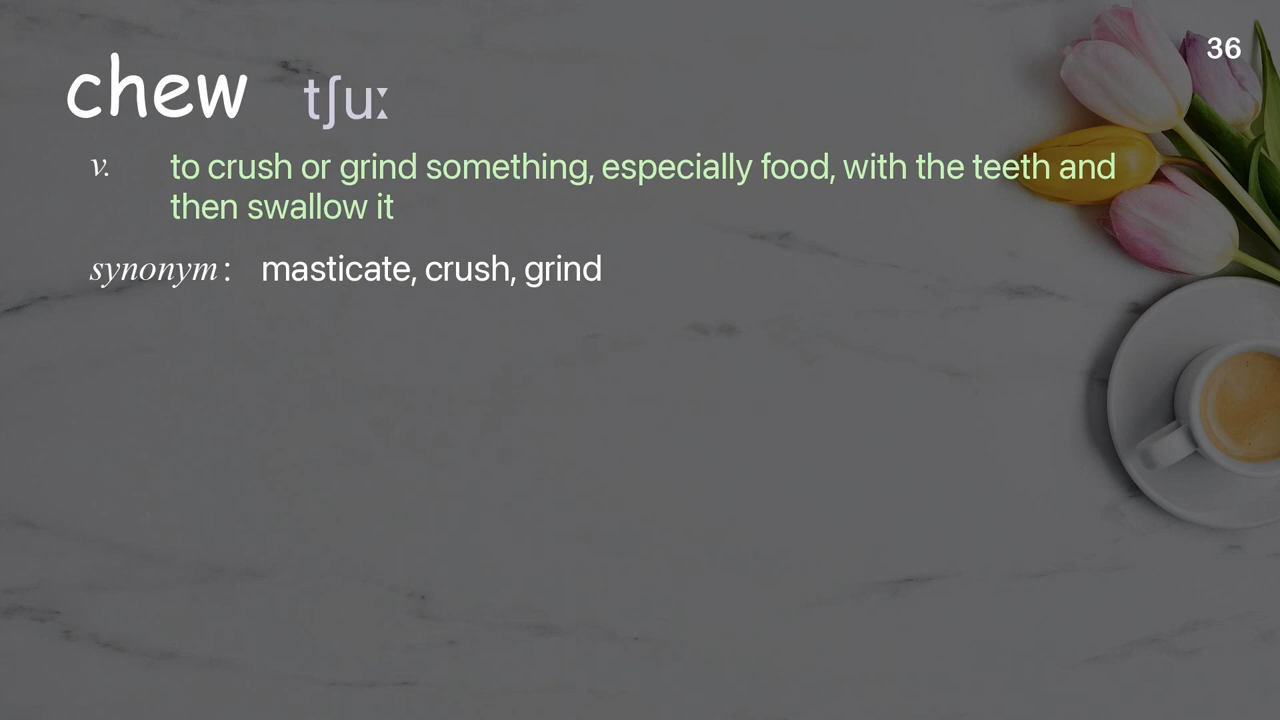 36
chew tʃuː
v. to crush or grind something, especially food, with the teeth and
then swallow it
synonym: masticate, crush, grind